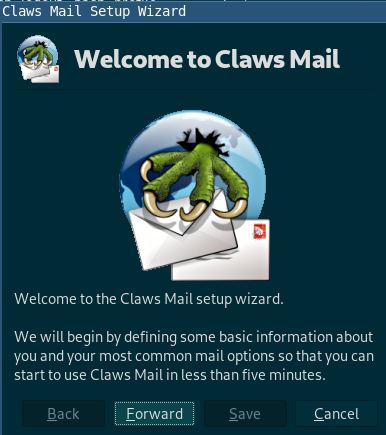 Claws Mail Setup Wizard
Welcome to Claws Mail
Welcome to the Claws Mail setup wizard.
We will begin by defining some basic information about
you and your most common mail options so that you can
start to use Claws Mail in less than five minutes.
Back Forward Save Cancel